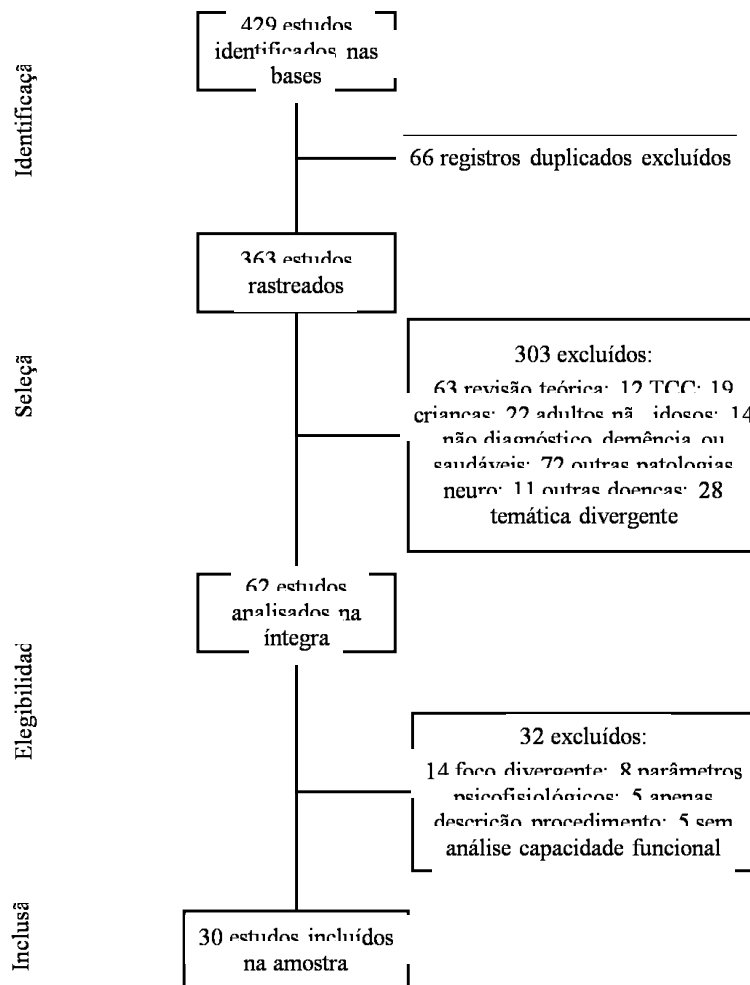 429 estudos
identificados nas
bases
Identificaçã
66 registros duplicados excluídos
363 estudos
rastreados
Seleçã
303 excluídos:
63 revisão teórica; 12 TCC; 19
crianças; 22 adultos nã idosos; 14
não diagnóstico demência ou
saudáveis; 72 outras patologias
neuro; 11 outras doenças; 28
temática divergente
62 estudos
analisados na
íntegra
Elegibilidad
32 excluídos:
14 foco divergente; 8 parâmetros
psicofisiológicos; 5 apenas
descrição procedimento; 5 sem
análise capacidade funcional
Inclusã
30 estudos incluídos
na amostra